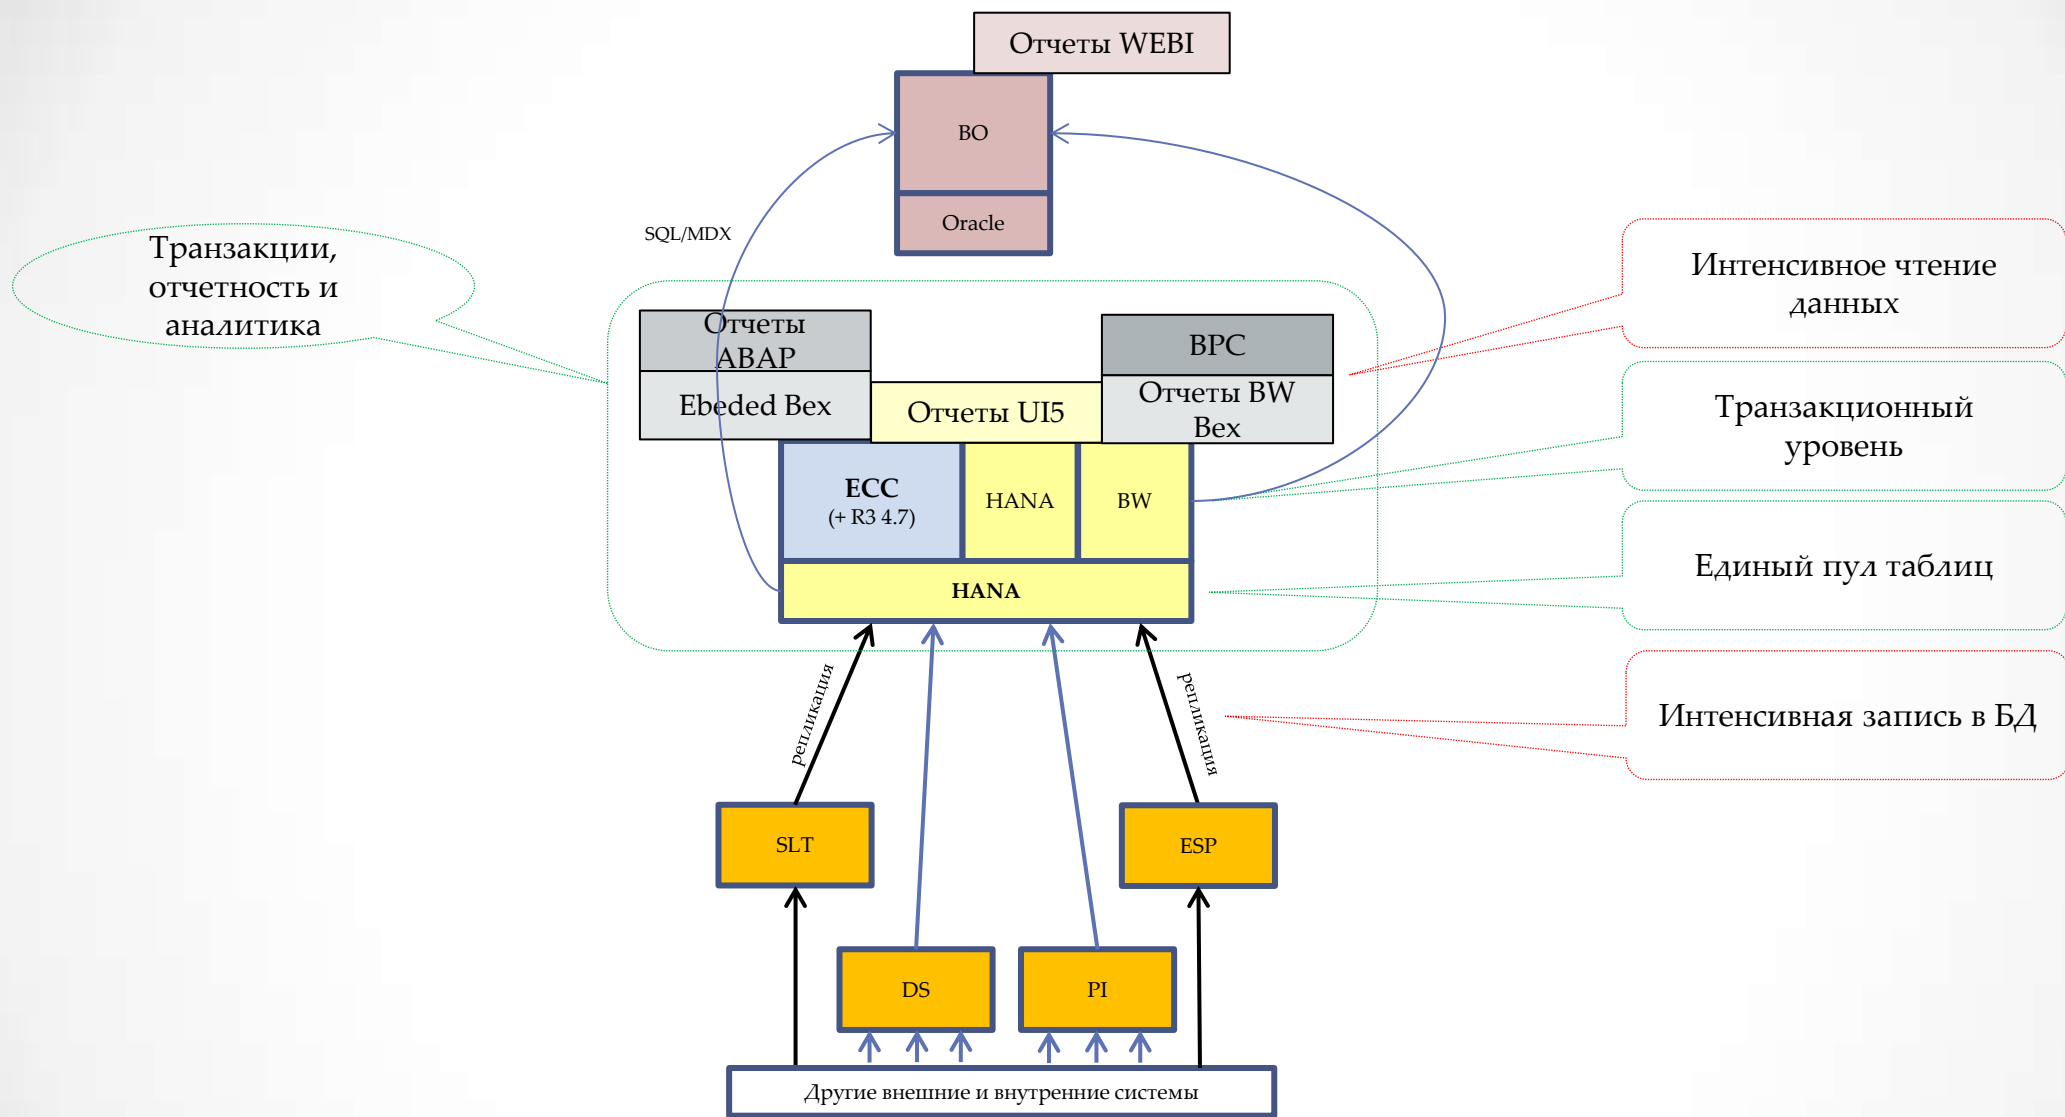 Отчеты WEBI
BO
Oracle
SQL/MDX
Транзакции,
отчетность и
аналитика
Интенсивное чтение
данных
Отчеты
ABAP
Ebeded Bex
Отчеты UI5
BPC
Отчеты BW
Bex
Транзакционный
уровень
ECC
(+ R3 4.7)
HANA
BW
HANA
Единый пул таблиц
репликация
репликация
Интенсивная запись в БД
SLT
ESP
DS
PI
Другие внешние и внутренние системы